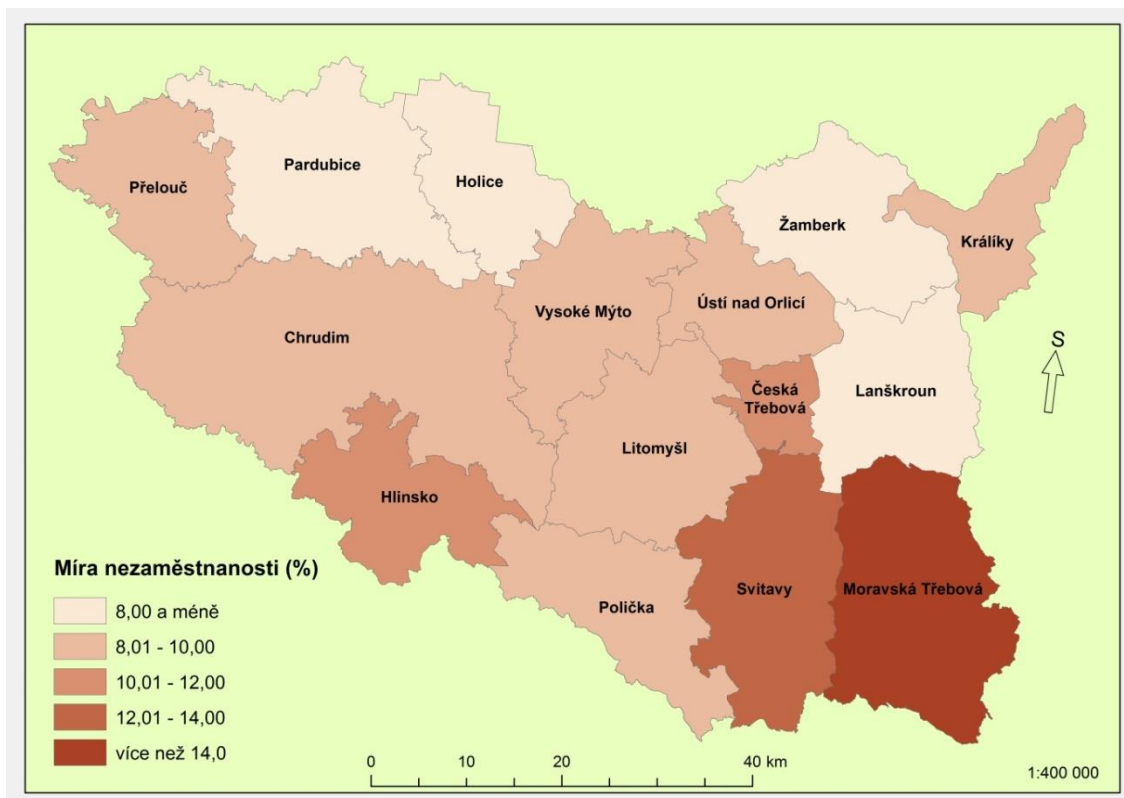 Pardubice
Holice
Přelouč
Žamberk
Králíky
Ústí nad Orlicí
Vysoké Mýto
Chrudim
S
Česká
Třebová
Lanškroun
Litomyšl
Hlinsko
Svitavy
Moravská Třebová
Polička
Míra nezaměstnanosti (%)
8,00 a méně
8,01 - 10,00
10,01 - 12,00
12,01 - 14,00
více než 14,0
0 20 40 km
1:400 000